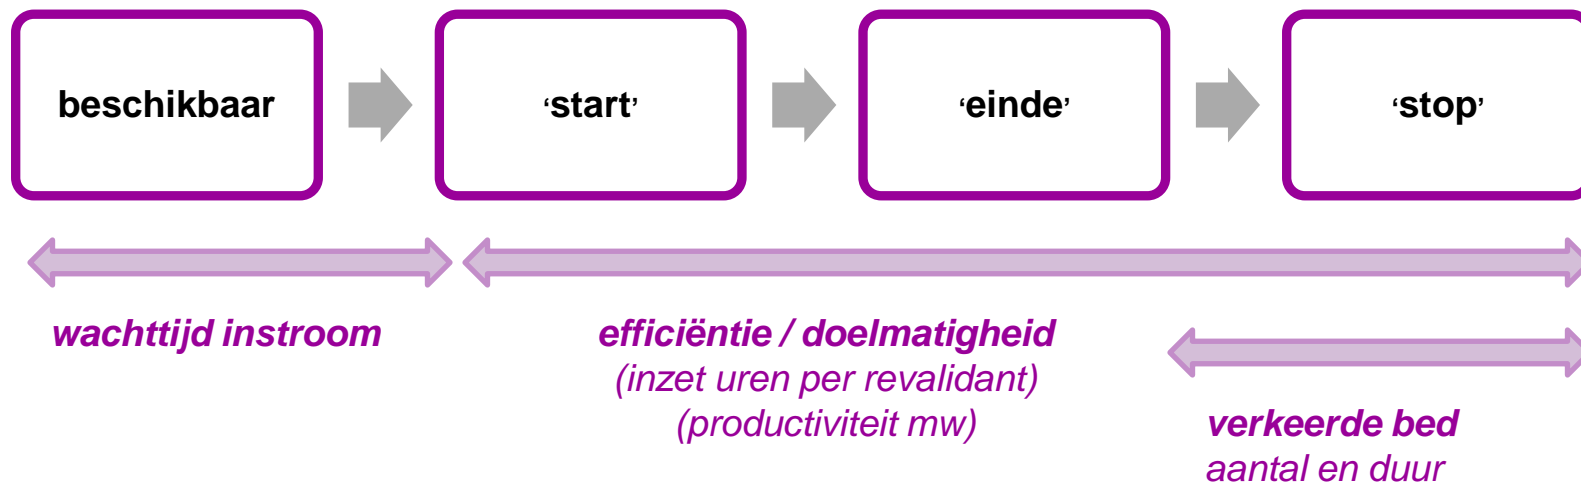 beschikbaar
‘start’
‘einde’
‘stop’
wachttijd instroom
efficiëntie / doelmatigheid
(inzet uren per revalidant)
(productiviteit mw)
verkeerde bed
aantal en duur